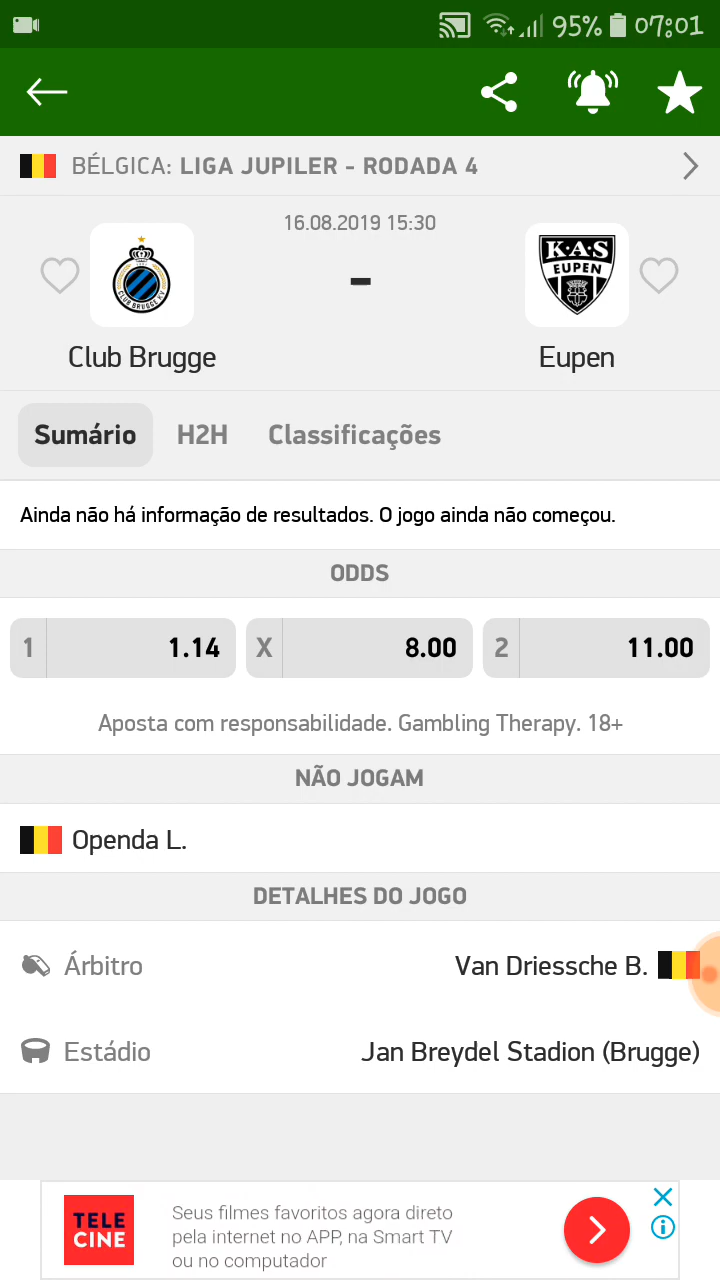 95% 07:01
BÉLGICA: LIGA JUPILER - RODADA 4
16.08.2019 15:30
-
CLUB BRUGGE KV
K·A·S
EUPEN
Club Brugge
Eupen
Sumário H2H Classificações
Ainda não há informação de resultados. O jogo ainda não começou.
ODDS
1 1.14 X 8.00 2 11.00
Aposta com responsabilidade. Gambling Therapy. 18+
NÃO JOGAM
Openda L.
DETALHES DO JOGO
Árbitro Van Driessche B.
Estádio Jan Breydel Stadion (Brugge)
TELE
CINE
Seus filmes favoritos agora direto
pela internet no APP, na Smart TV
ou no computador